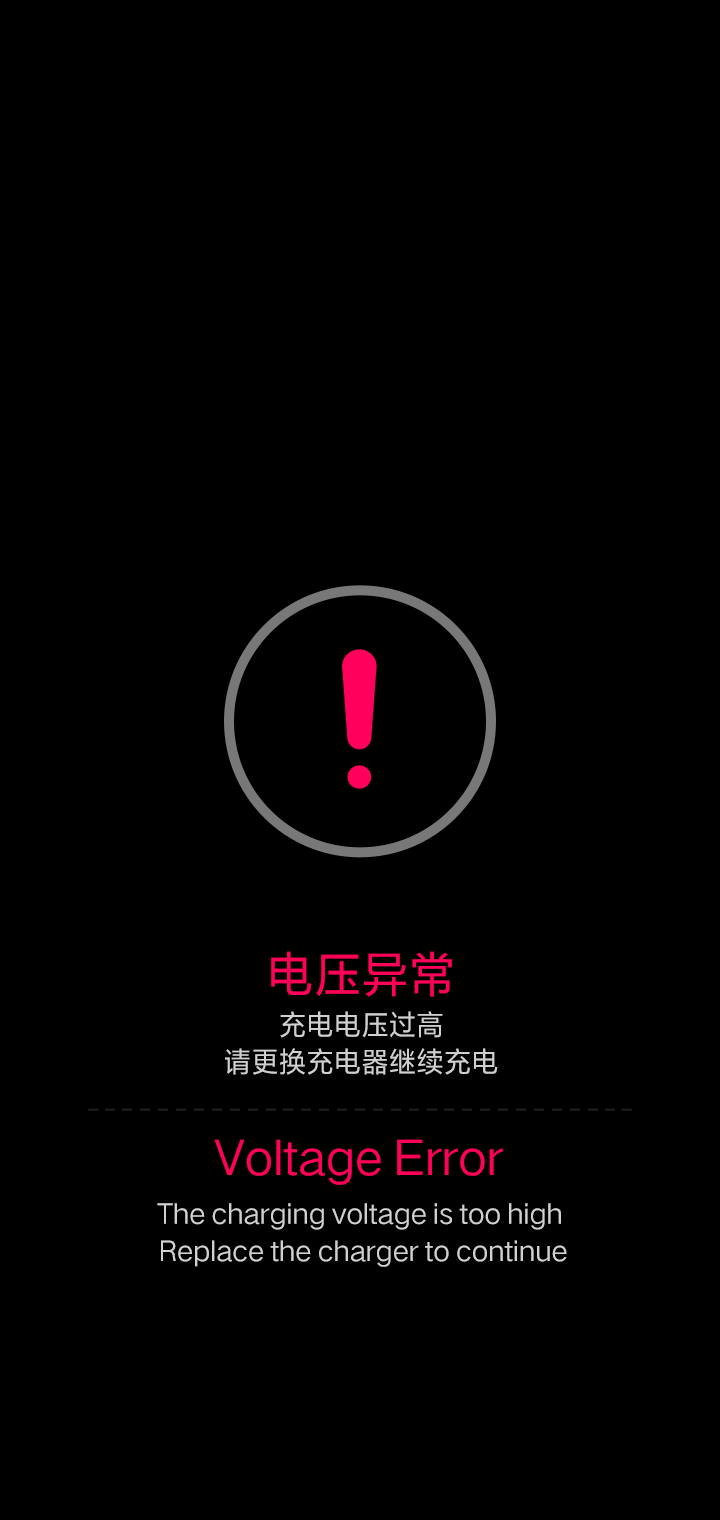 电压异常
充电电压过高
请更换充电器继续充电
Voltage Error
The charging voltage is too high
Replace the charger to continue